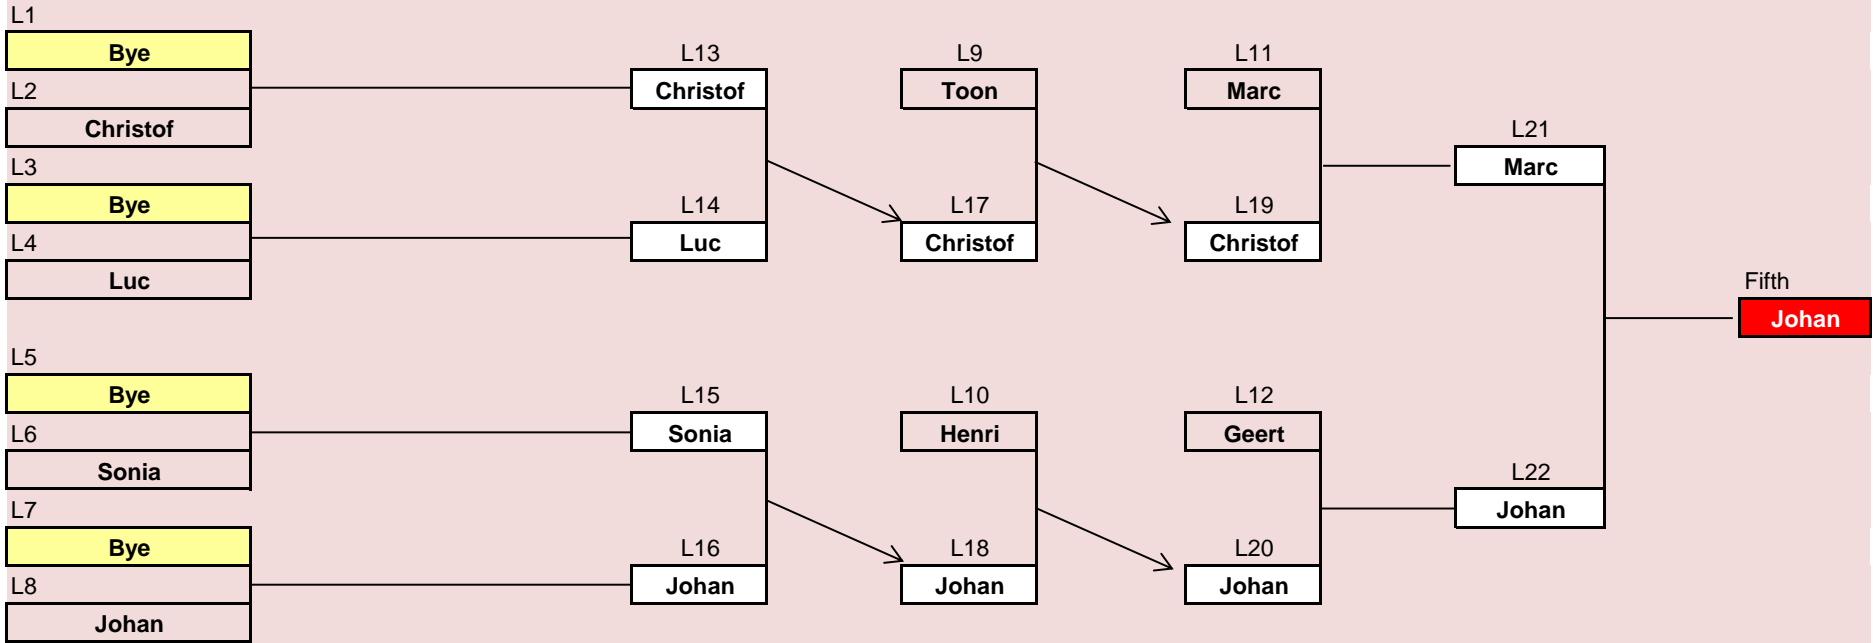 L1
Bye
L13
L9
L11
L2
Christof
Toon
Marc
Christof
L21
L3
Marc
Bye
L14
L17
L19
L4
Luc
Christof
Christof
Luc
Fifth
Johan
L5
Bye
L15
L10
L12
L6
Sonia
Henri
Geert
Sonia
L22
L7
Johan
Bye
L16
L18
L20
L8
Johan
Johan
Johan
Johan